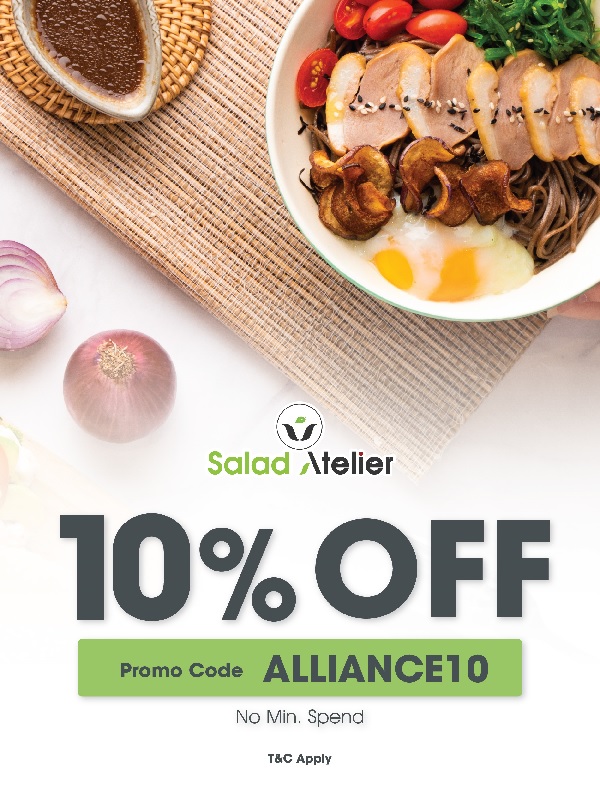 Salad Atelier
10% OFF
Promo Code ALLIANCE10
No Min. Spend
T&C Apply